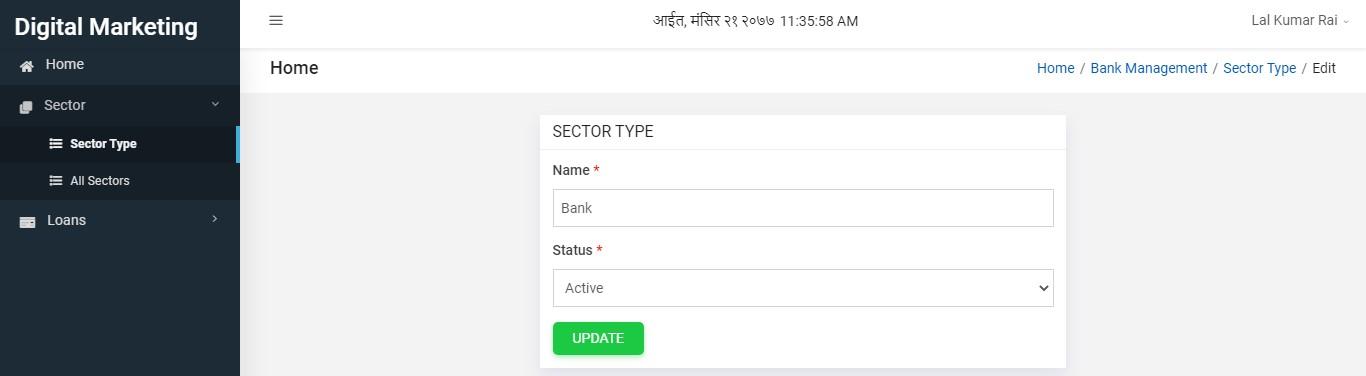 Digital Marketing
आईत, मंसिर २१ २०७७ 11:35:58 AM
Lal Kumar Rai
Home
Sector
Sector Type
All Sectors
Loans
Home
Home / Bank Management / Sector Type / Edit
SECTOR TYPE
Name *
Bank
Status *
Active
UPDATE